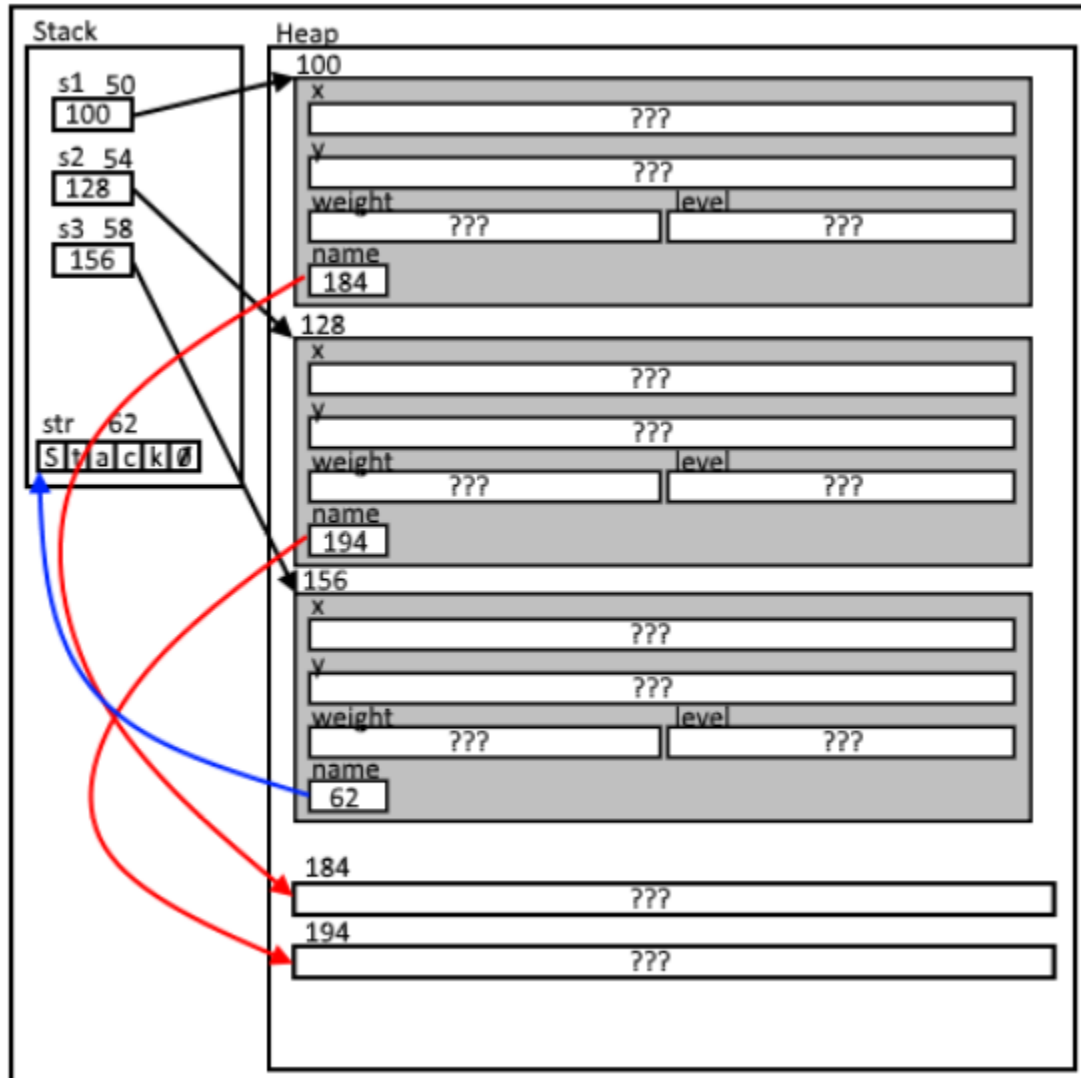 Stack
s1 50
100
s2 54
128
s3 58
156
str 62
S t a c k Ø
Heap
100
x
???
y
???
weight level
??? ???
name
184
128
x
???
y
???
weight level
??? ???
name
194
156
x
???
y
???
weight level
??? ???
name
62
184
???
194
???